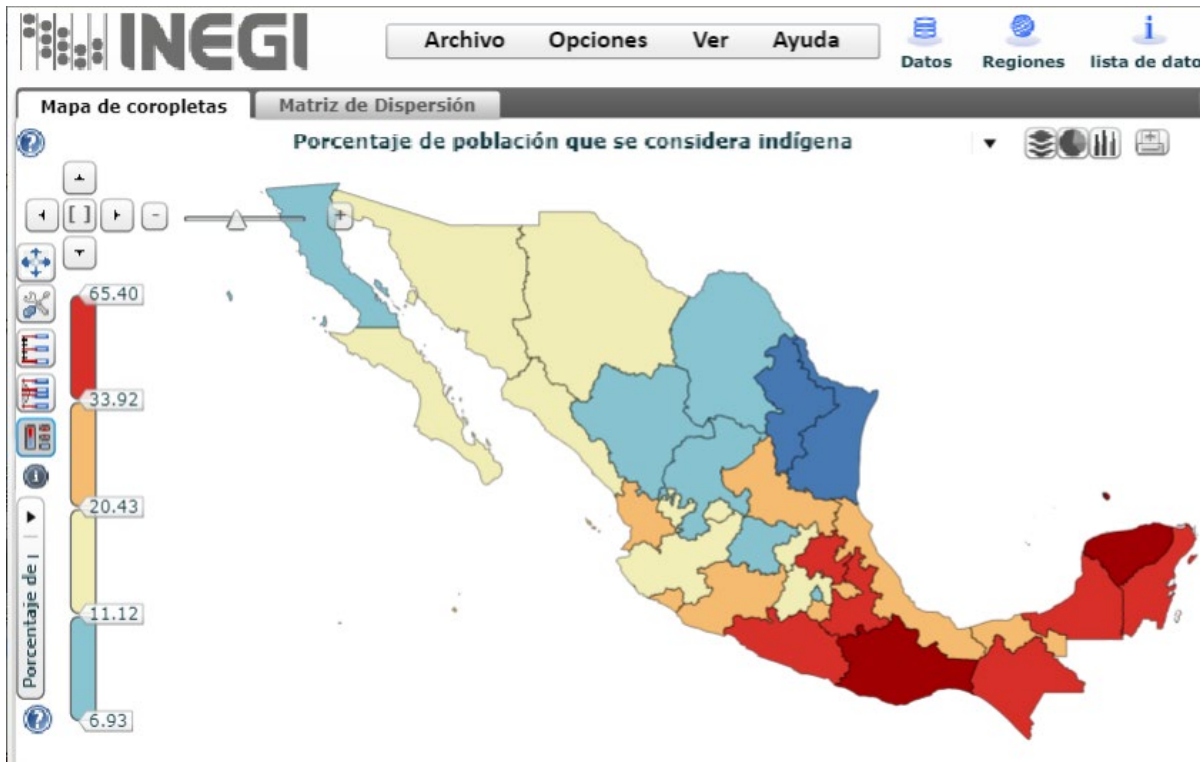 INEGI
Archivo Opciones Ver Ayuda
Datos Regiones lista de dato
Mapa de coropletas Matriz de Dispersión
Porcentaje de población que se considera indígena
65.40
33.92
20.43
11.12
6.93
Porcentaje de